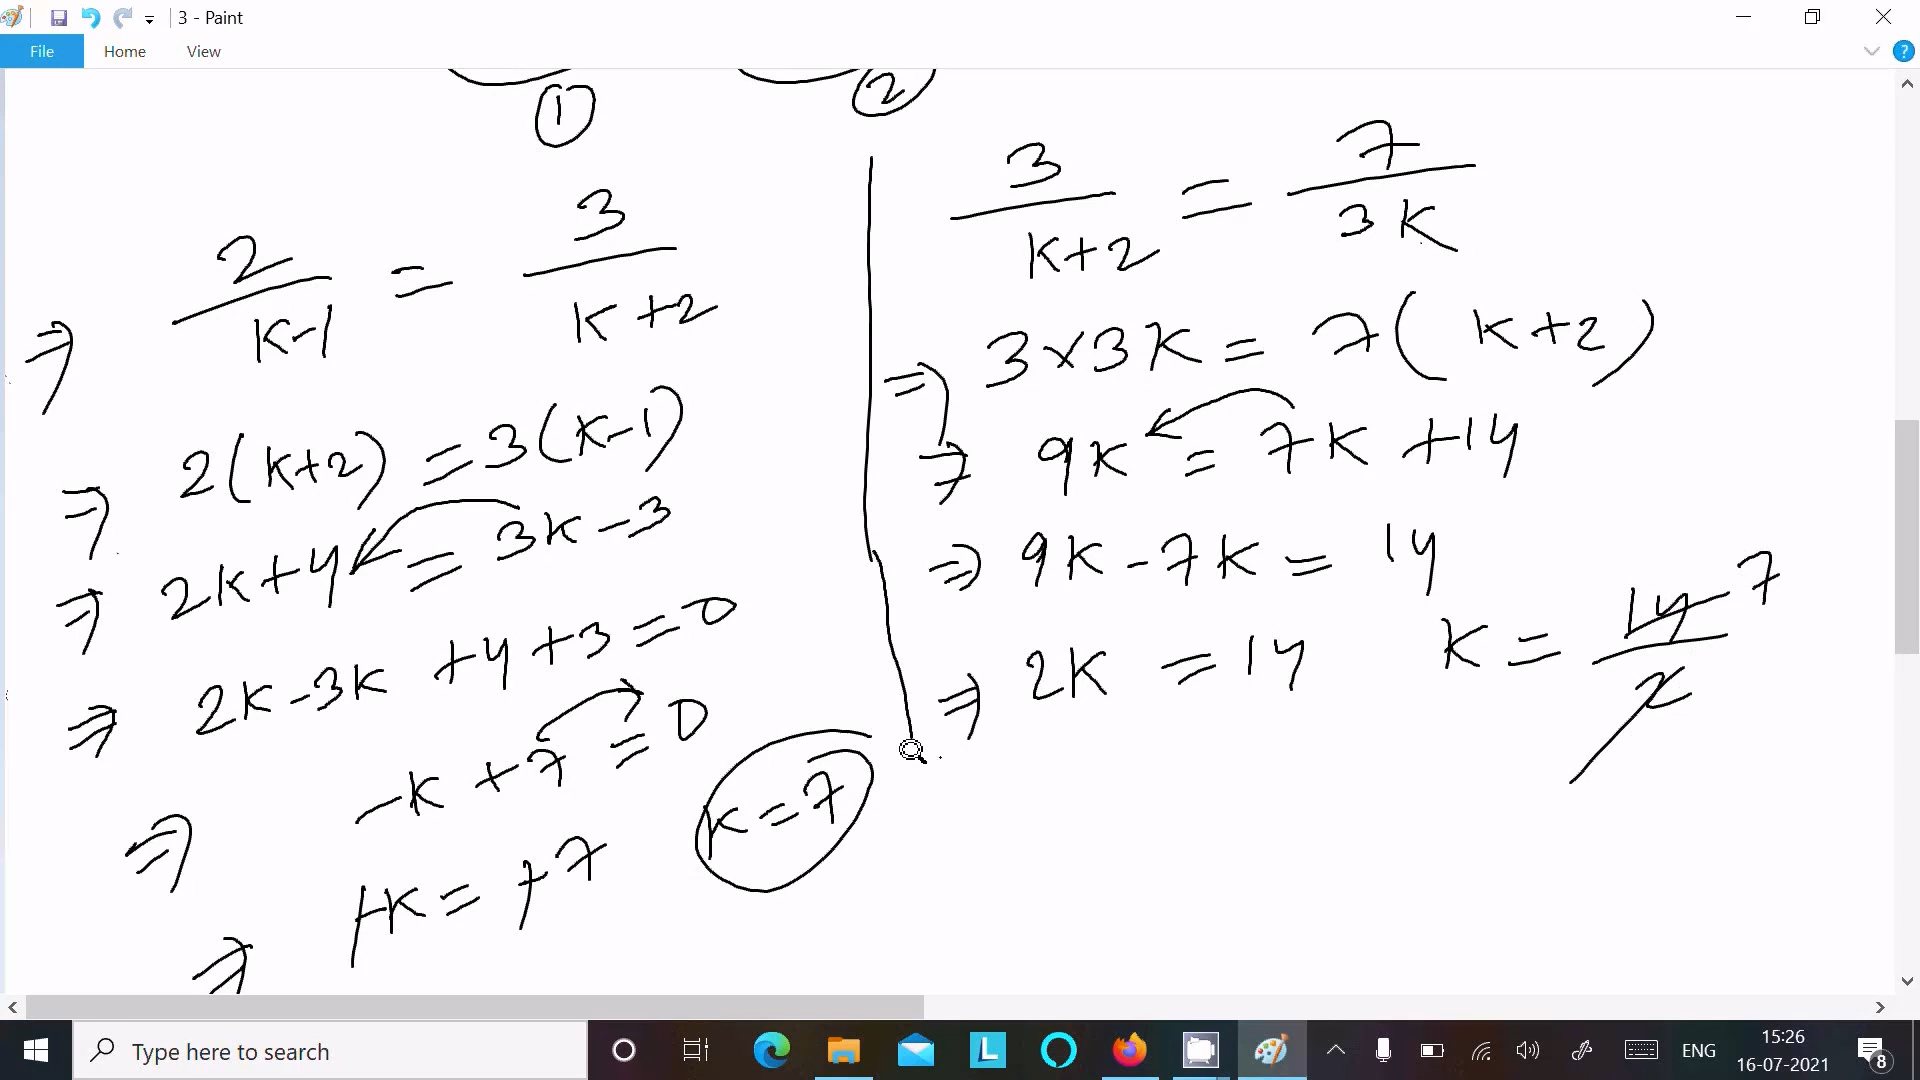 3 - Paint
File Home View
1
2
⇒ 2/(k-1) = 3/(k+2)
⇒ 2(k+2) = 3(k-1)
⇒ 2k+4 = 3k-3
⇒ 2k-3k +4+3=0
⇒ -k +7 = 0
⇒ -k = -7
k=7
3/(k+2) = 7/(3k)
⇒ 3×3k = 7(k+2)
⇒ 9k = 7k +14
⇒ 9k - 7k = 14
⇒ 2k = 14 k = 14/2 7
Type here to search
ENG
15:26
16-07-2021
8